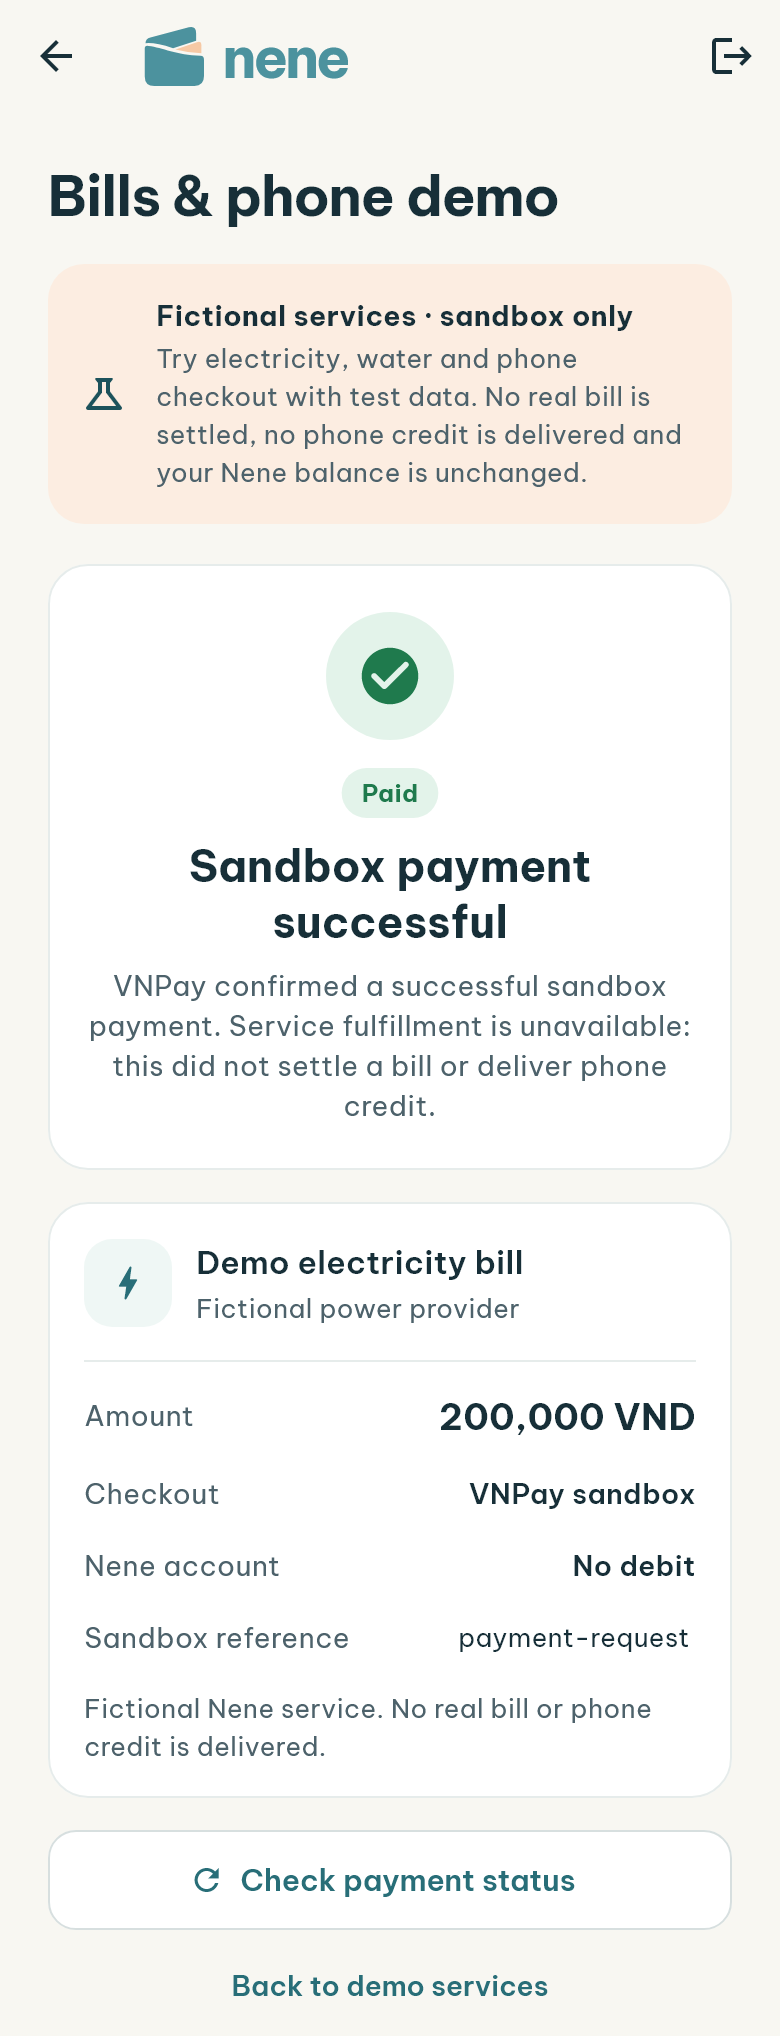 nene
Bills & phone demo
Fictional services · sandbox only
Try electricity, water and phone
checkout with test data. No real bill is
settled, no phone credit is delivered and
your Nene balance is unchanged.
Paid
Sandbox payment
successful
VNPay confirmed a successful sandbox
payment. Service fulfillment is unavailable:
this did not settle a bill or deliver phone
credit.
Demo electricity bill
Fictional power provider
Amount 200,000 VND
Checkout VNPay sandbox
Nene account No debit
Sandbox reference payment-request
Fictional Nene service. No real bill or phone
credit is delivered.
Check payment status
Back to demo services